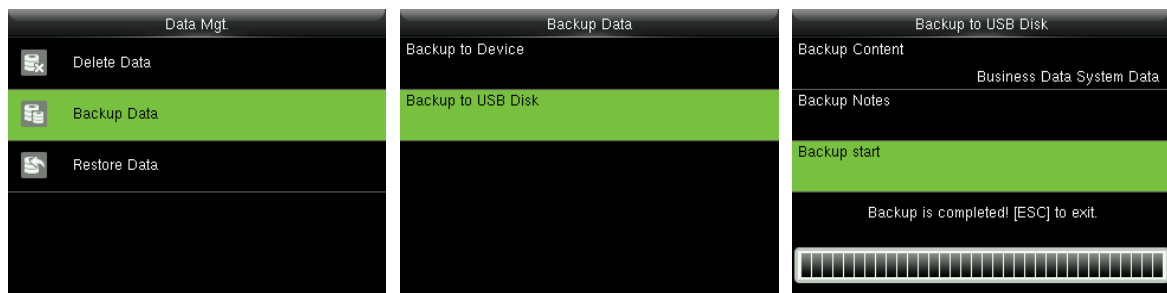 Data Mgt.
Delete Data
Backup Data
Restore Data
Backup Data
Backup to Device
Backup to USB Disk
Backup to USB Disk
Backup Content
Business Data System Data
Backup Notes
Backup start
Backup is completed! [ESC] to exit.